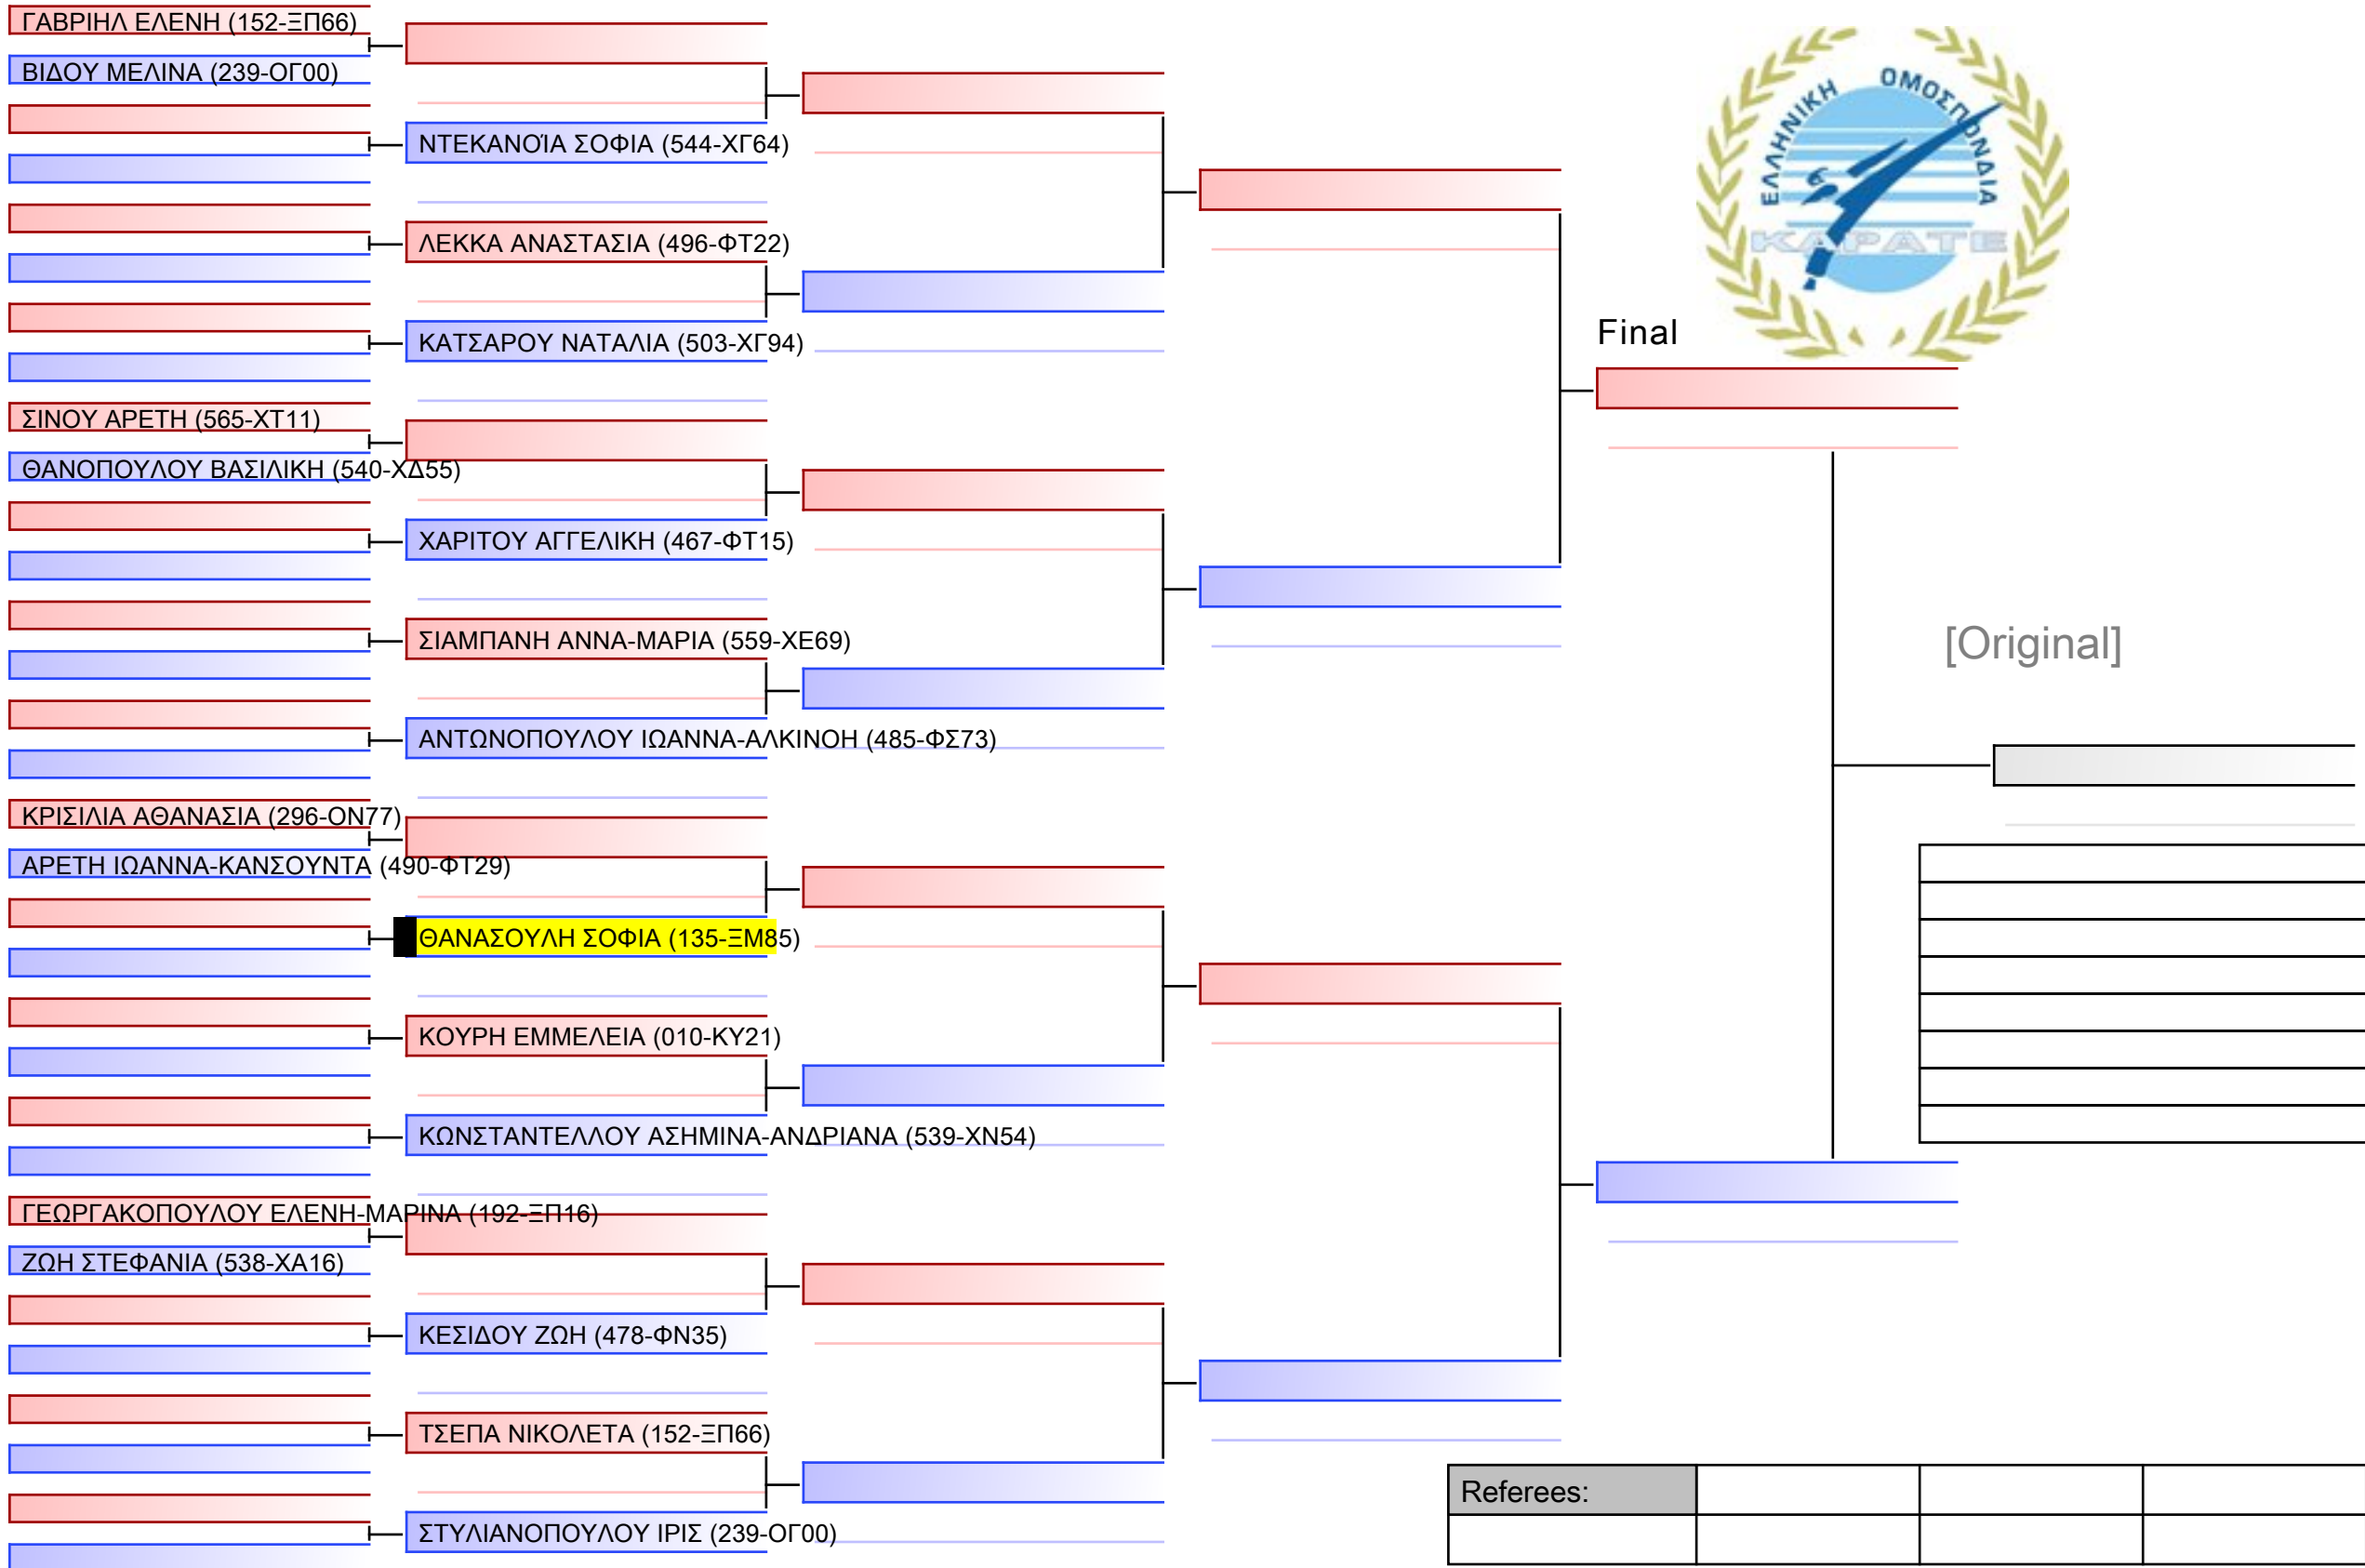 ΓΑΒΡΙΗΛ ΕΛΕΝΗ (152-ΞΠ66)
ΒΙΔΟΥ ΜΕΛΙΝΑ (239-ΟΓ00)
ΝΤΕΚΑΝΟΊΑ ΣΟΦΙΑ (544-ΧΓ64)
ΛΕΚΚΑ ΑΝΑΣΤΑΣΙΑ (496-ΦΤ22)
ΚΑΤΣΑΡΟΥ ΝΑΤΑΛΙΑ (503-ΧΓ94)
ΣΙΝΟΥ ΑΡΕΤΗ (565-ΧΤ11)
ΘΑΝΟΠΟΥΛΟΥ ΒΑΣΙΛΙΚΗ (540-ΧΔ55)
ΧΑΡΙΤΟΥ ΑΓΓΕΛΙΚΗ (467-ΦΤ15)
ΣΙΑΜΠΑΝΗ ΑΝΝΑ-ΜΑΡΙΑ (559-ΧΕ69)
ΑΝΤΩΝΟΠΟΥΛΟΥ ΙΩΑΝΝΑ-ΑΛΚΙΝΟΗ (485-ΦΣ73)
ΚΡΙΣΙΛΙΑ ΑΘΑΝΑΣΙΑ (296-ΟΝ77)
ΑΡΕΤΗ ΙΩΑΝΝΑ-ΚΑΝΣΟΥΝΤΑ (490-ΦΤ29)
ΘΑΝΑΣΟΥΛΗ ΣΟΦΙΑ (135-ΞΜ85)
ΚΟΥΡΗ ΕΜΜΕΛΕΙΑ (010-ΚΥ21)
ΚΩΝΣΤΑΝΤΕΛΛΟΥ ΑΣΗΜΙΝΑ-ΑΝΔΡΙΑΝΑ (539-ΧΝ54)
ΓΕΩΡΓΑΚΟΠΟΥΛΟΥ ΕΛΕΝΗ-ΜΑΡΙΝΑ (192-ΞΠ16)
ΖΩΗ ΣΤΕΦΑΝΙΑ (538-ΧΑ16)
ΚΕΣΙΔΟΥ ΖΩΗ (478-ΦΝ35)
ΤΣΕΠΑ ΝΙΚΟΛΕΤΑ (152-ΞΠ66)
ΣΤΥΛΙΑΝΟΠΟΥΛΟΥ ΙΡΙΣ (239-ΟΓ00)
ΕΛΛΗΝΙΚΗ ΟΜΟΣΠΟΝΔΙΑ
ΚΑΡΑΤΕ
Final
[Original]
Referees: